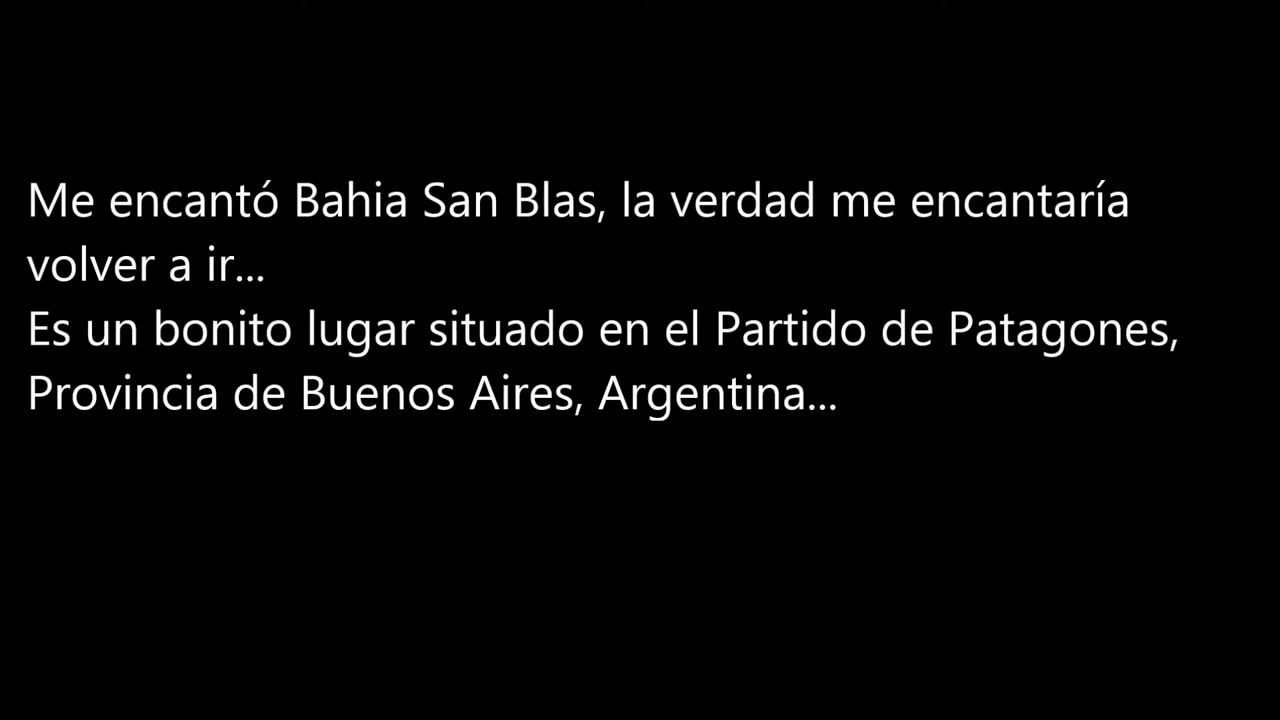 Me encantó Bahia San Blas, la verdad me encantaría
volver a ir...
Es un bonito lugar situado en el Partido de Patagones,
Provincia de Buenos Aires, Argentina...